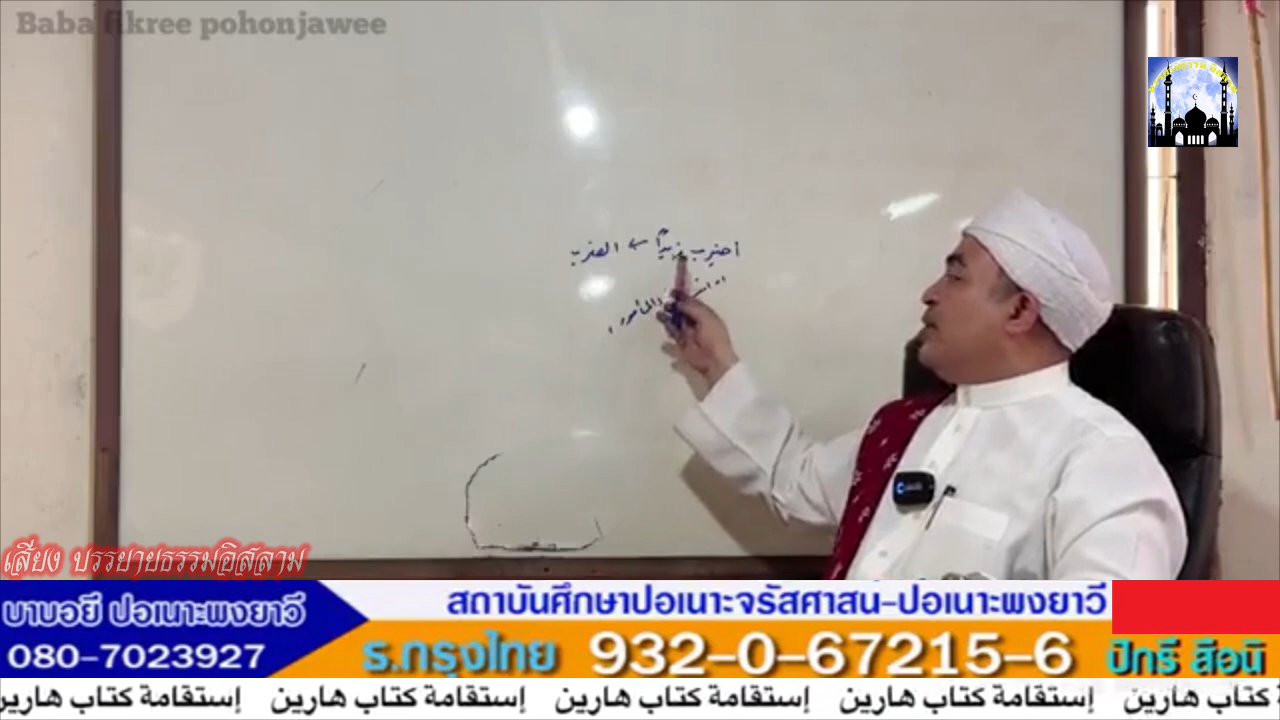 Baba fikree pohonjawee
اضرب زيداً ← الضرب
เสียง บรรยายธรรมอิสลาม
บาบอยี ปอเนาะพงยาวี
080-7023927
สถาบันศึกษาปอเนาะจรัสศาสน์-ปอเนาะพงยาวี
ธ.กรุงไทย 932-0-67215-6 ปิกรี สือนิ
إستقامة كتاب هارين إستقامة كتاب هارين إستقامة كتاب هارين إستقامة كتاب هارين